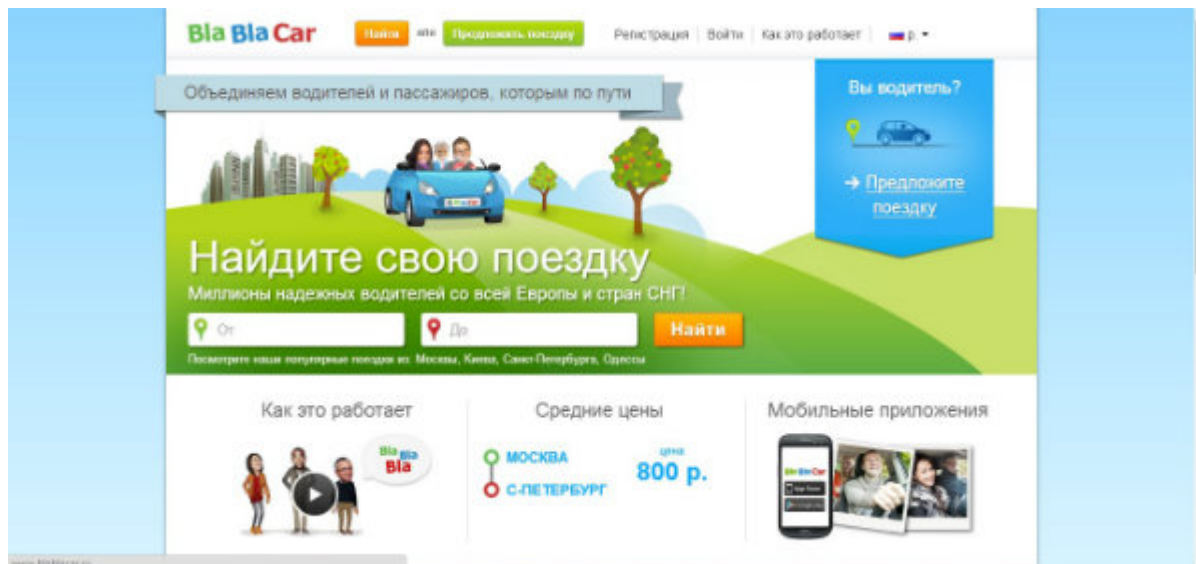 Bla Bla Car
Найти или Предложить поездку
Регистрация Войти Как это работает р.
Объединяем водителей и пассажиров, которым по пути
Вы водитель?
→ Предложите
поездку
Найдите свою поездку
Миллионы надежных водителей со всей Европы и стран СНГ!
От До Найти
Посмотрите наши популярные поездки из: Москвы, Киева, Санкт-Петербурга, Одессы
Как это работает
Bla Bla
Bla
Средние цены
МОСКВА
С-ПЕТЕРБУРГ
цена
800 р.
Мобильные приложения
BlaBlaCar